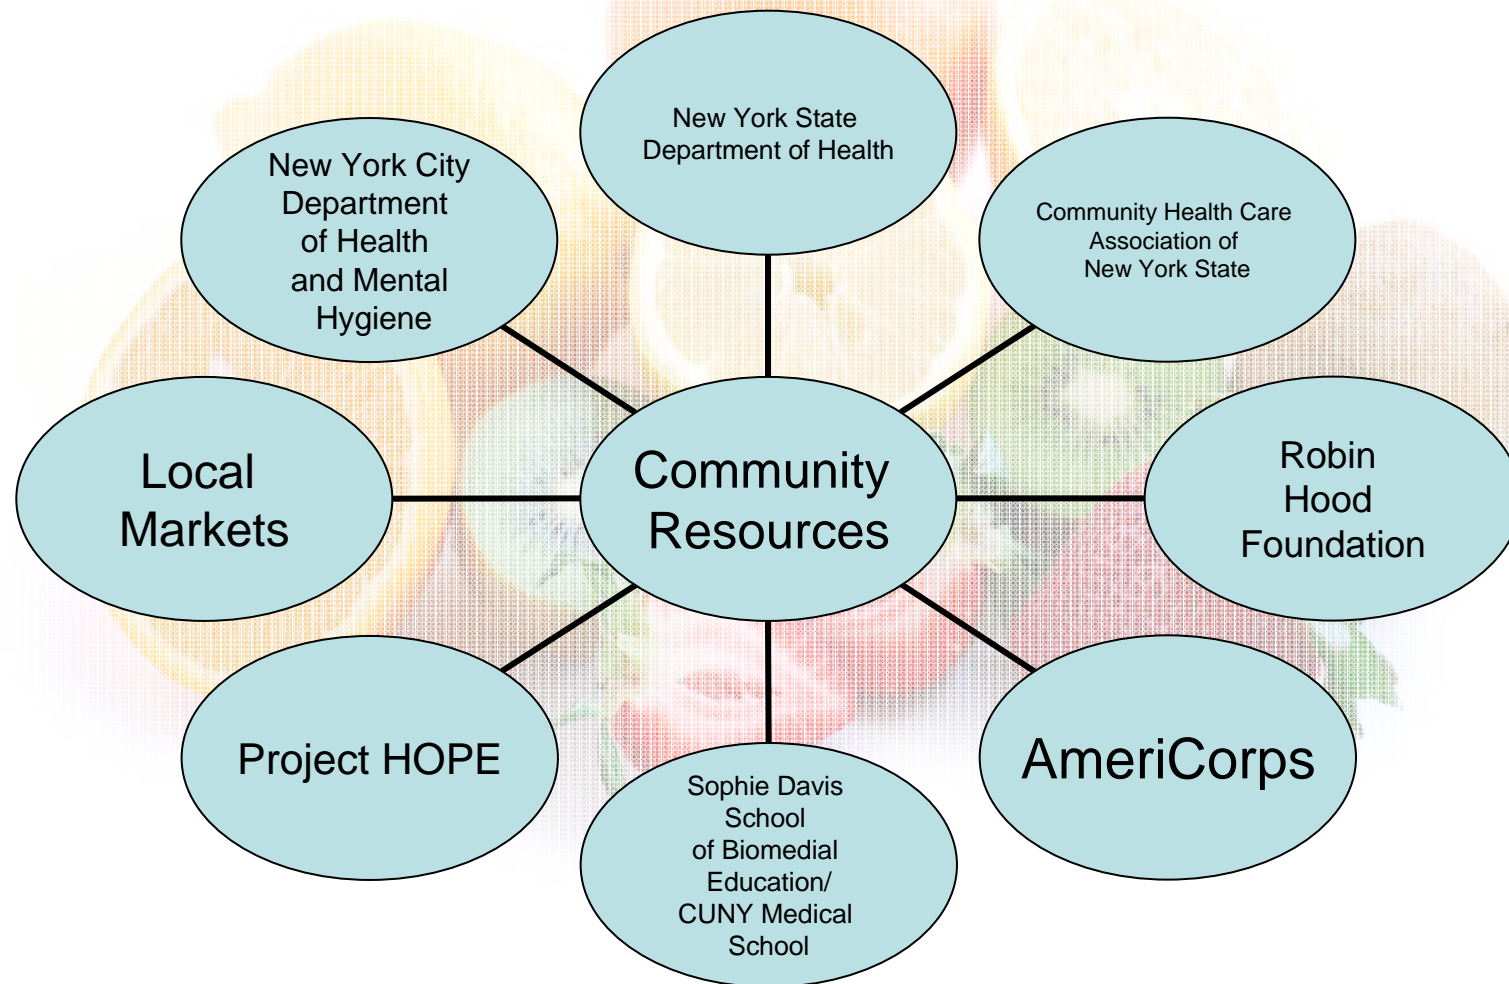 New York State
Department of Health
New York City
Department
of Health
and Mental
Hygiene
Community Health Care
Association of
New York State
Local
Markets
Community
Resources
Robin
Hood
Foundation
Project HOPE
AmeriCorps
Sophie Davis
School
of Biomedial
Education/
CUNY Medical
School